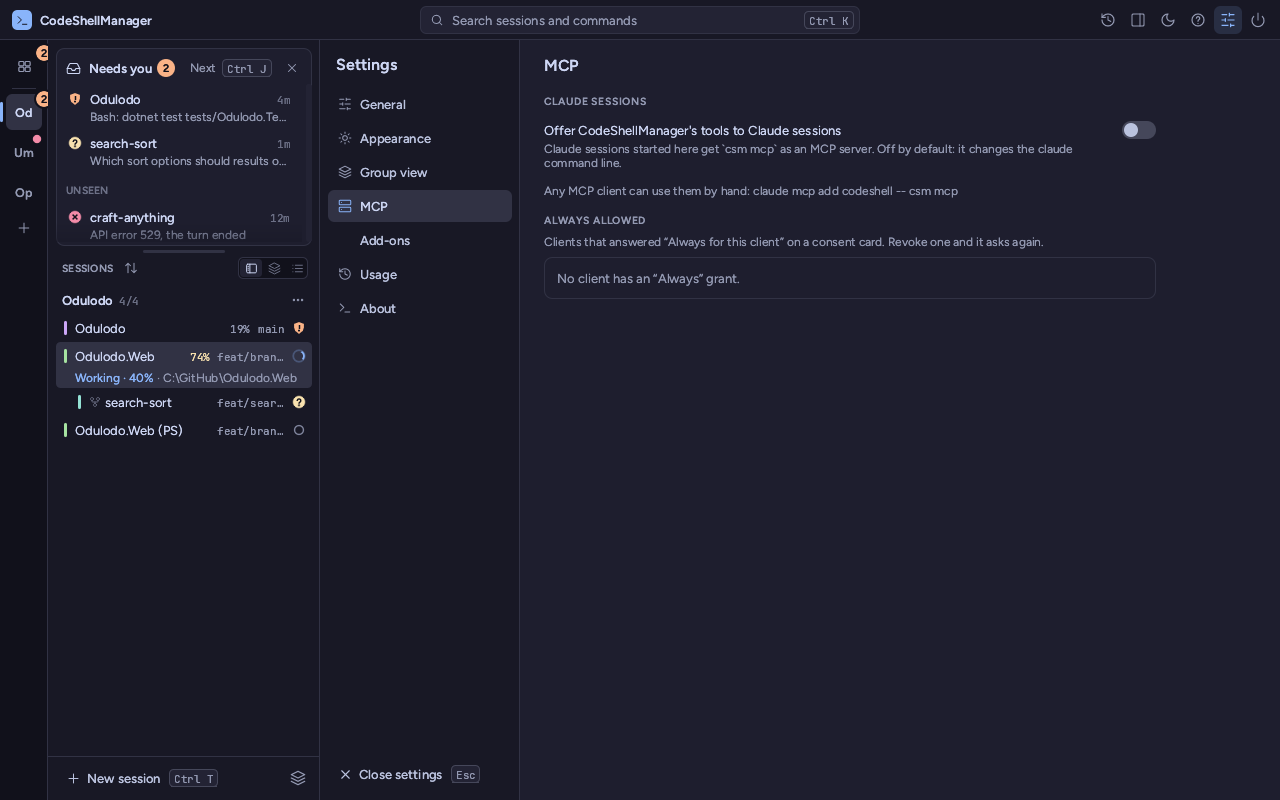 CodeShellManager
Search sessions and commands
Ctrl K
2
Od
2
Um
Op
Needs you 2 Next Ctrl J
Odulodo 4m
Bash: dotnet test tests/Odulodo.Te…
search-sort 1m
Which sort options should results o…
UNSEEN
craft-anything 12m
API error 529, the turn ended
SESSIONS
Odulodo 4/4
Odulodo 19% main
Odulodo.Web 74% feat/bran…
Working · 40% · C:\GitHub\Odulodo.Web
search-sort feat/sear…
Odulodo.Web (PS) feat/bran…
New session Ctrl T
Settings
General
Appearance
Group view
MCP
Add-ons
Usage
About
Close settings Esc
MCP
CLAUDE SESSIONS
Offer CodeShellManager's tools to Claude sessions
Claude sessions started here get `csm mcp` as an MCP server. Off by default: it changes the claude
command line.
Any MCP client can use them by hand: claude mcp add codeshell -- csm mcp
ALWAYS ALLOWED
Clients that answered “Always for this client” on a consent card. Revoke one and it asks again.
No client has an “Always” grant.